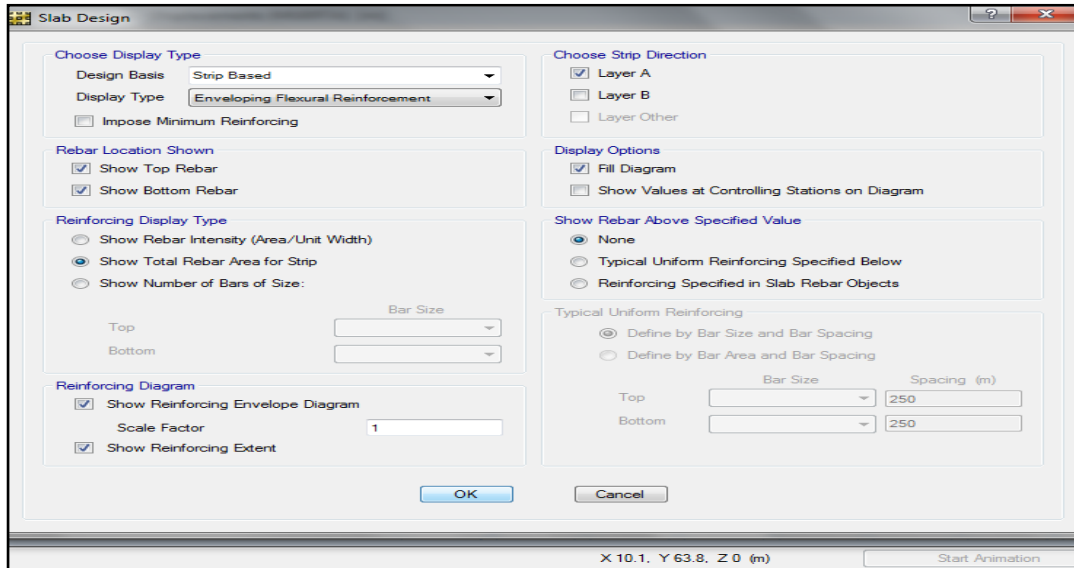 Slab Design
Choose Display Type
Design Basis Strip Based
Display Type Enveloping Flexural Reinforcement
Impose Minimum Reinforcing
Rebar Location Shown
Show Top Rebar
Show Bottom Rebar
Reinforcing Display Type
Show Rebar Intensity (Area/Unit Width)
Show Total Rebar Area for Strip
Show Number of Bars of Size:
Bar Size
Top
Bottom
Reinforcing Diagram
Show Reinforcing Envelope Diagram
Scale Factor 1
Show Reinforcing Extent
Choose Strip Direction
Layer A
Layer B
Layer Other
Display Options
Fill Diagram
Show Values at Controlling Stations on Diagram
Show Rebar Above Specified Value
None
Typical Uniform Reinforcing Specified Below
Reinforcing Specified in Slab Rebar Objects
Typical Uniform Reinforcing
Define by Bar Size and Bar Spacing
Define by Bar Area and Bar Spacing
Bar Size Spacing (m)
Top 250
Bottom 250
OK Cancel
X 10.1, Y 63.8, Z 0 (m) Start Animation